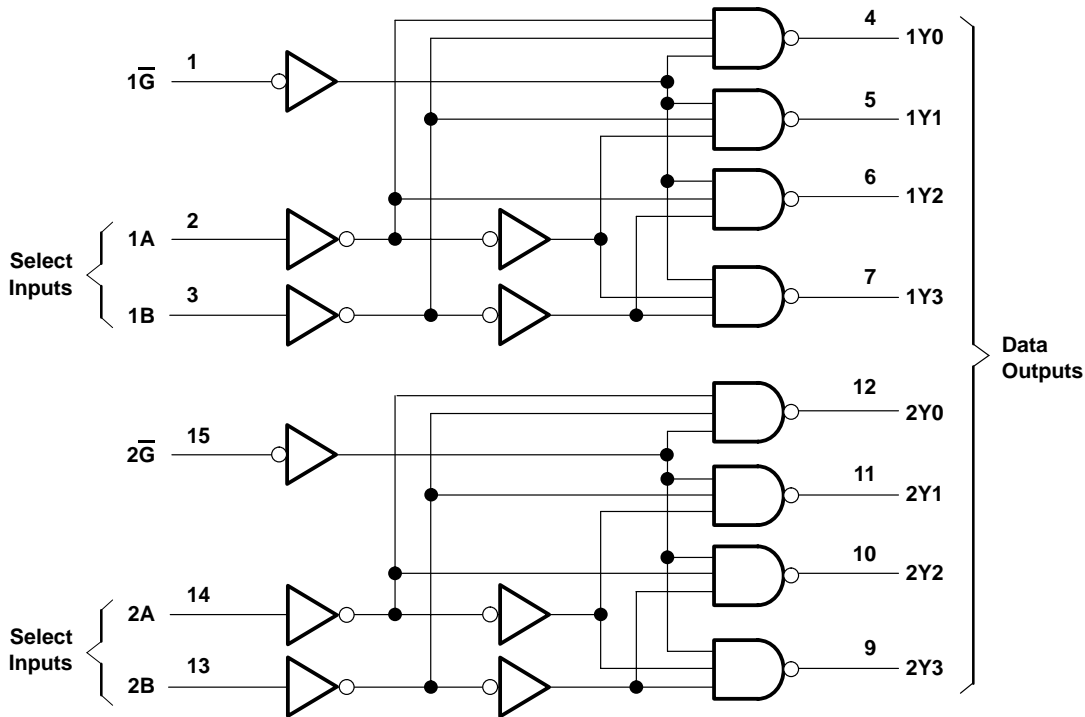 4
1Y0
1
1G̅
5
1Y1
6
1Y2
2
1A
Select
Inputs
3
1B
7
1Y3
Data
Outputs
12
2Y0
15
2G̅
11
2Y1
10
2Y2
14
2A
Select
Inputs
13
2B
9
2Y3